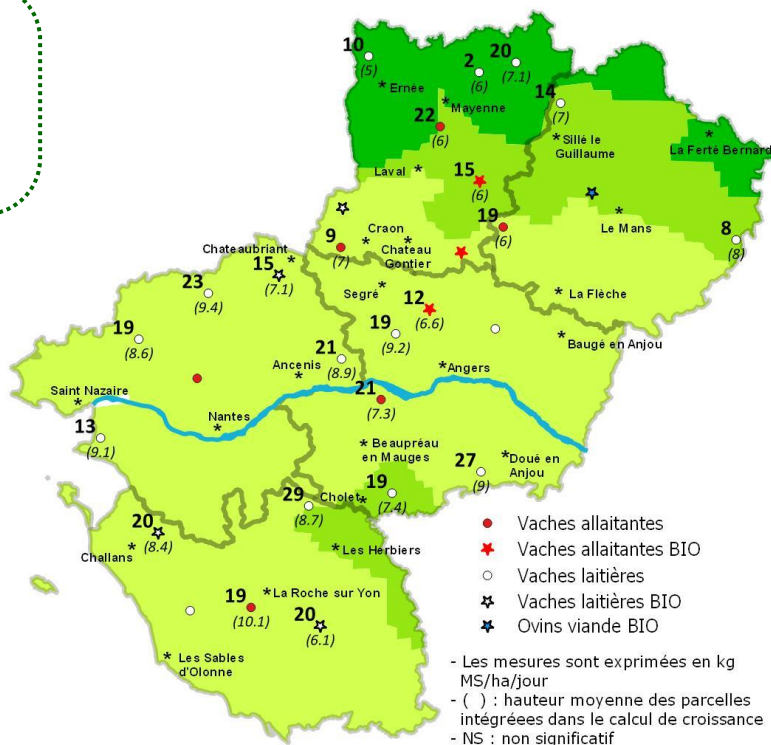 10
(5)
2
(6)
20
(7.1)
* Ernée
* Mayenne
14
(7)
22
(6)
* Sillé le
Guillaume
*
La Ferté Bernard
Laval *
15
(6)
*
Le Mans
19
(6)
8
(8)
9
(7)
Craon
*
*
Chateau
Gontier
Chateaubriant *
15
(7.1)
Segré *
* La Flèche
23
(9.4)
12
(6.6)
19
(8.6)
19
(9.2)
* Baugé en Anjou
21
(8.9)
Ancenis
*
* Angers
Saint Nazaire
*
21
(7.3)
Nantes
*
13
(9.1)
* Beaupréau
en Mauges
27
(9)
* Doué en
Anjou
Cholet *
19
(7.4)
29
(8.7)
20
(8.4)
Challans *
* Les Herbiers
19
(10.1)
* La Roche sur Yon
20
(6.1)
* Les Sables
d'Olonne
Vaches allaitantes
Vaches allaitantes BIO
Vaches laitières
Vaches laitières BIO
Ovins viande BIO
- Les mesures sont exprimées en kg
MS/ha/jour
- ( ) : hauteur moyenne des parcelles
intégréees dans le calcul de croissance
- NS : non significatif